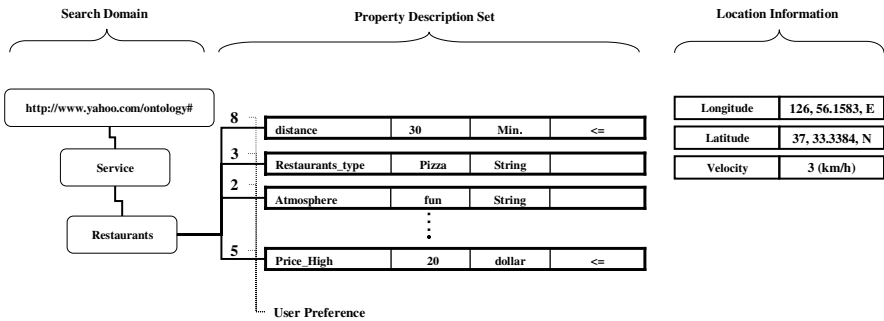 Search Domain
Property Description Set
Location Information
http://www.yahoo.com/ontology#
Service
Restaurants
8
distance 30 Min. <=
3
Restaurants_type Pizza String
2
Atmosphere fun String
5
Price_High 20 dollar <=
User Preference
Longitude 126, 56.1583, E
Latitude 37, 33.3384, N
Velocity 3 (km/h)